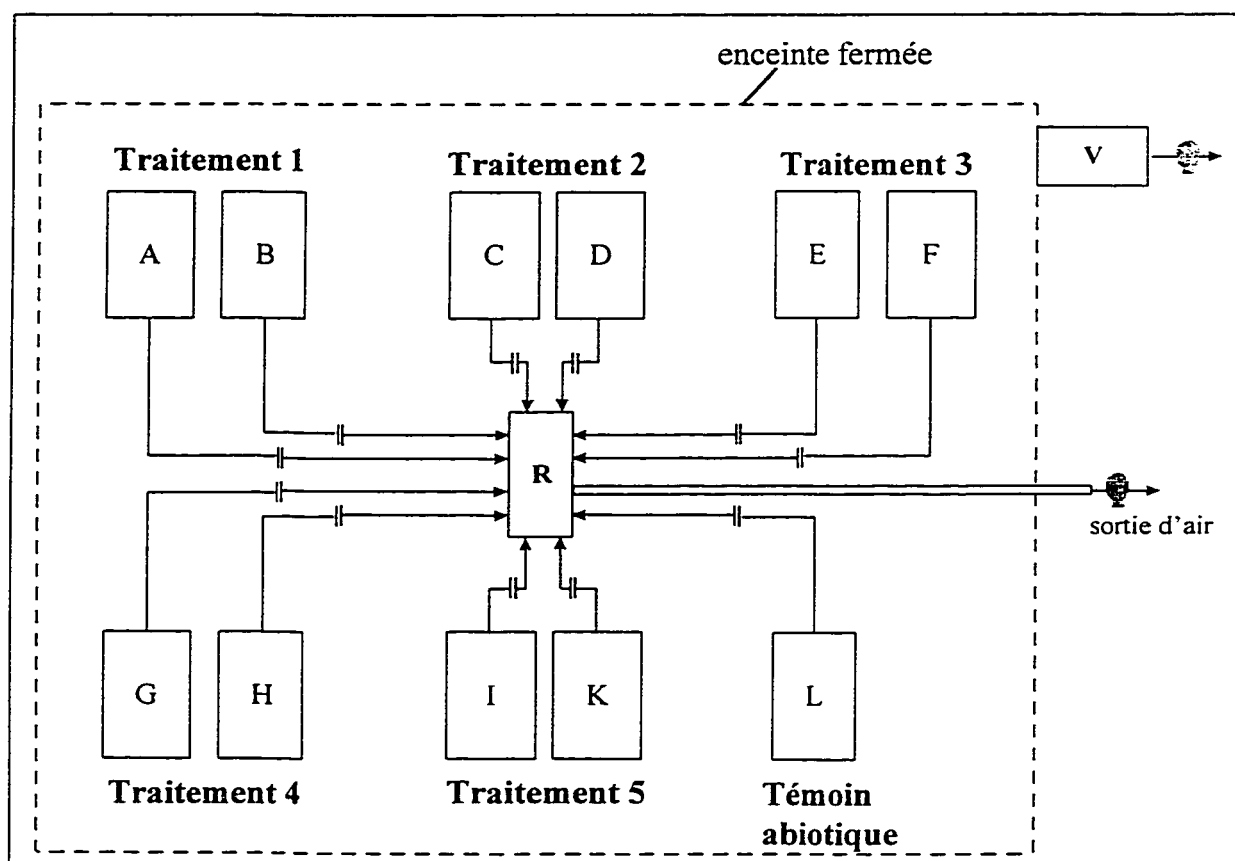 enceinte fermée
V
Traitement 1
Traitement 2
Traitement 3
A
B
C
D
E
F
R
sortie d'air
G
H
I
K
L
Traitement 4
Traitement 5
Témoin
abiotique